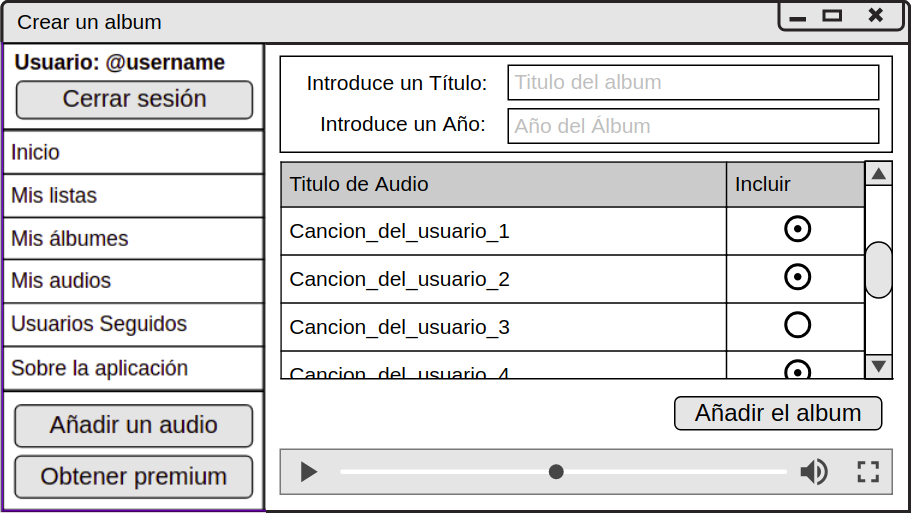 Crear un album
Usuario: @username
Cerrar sesión
Inicio
Mis listas
Mis álbumes
Mis audios
Usuarios Seguidos
Sobre la aplicación
Añadir un audio
Obtener premium
Introduce un Título:
Titulo del album
Introduce un Año:
Año del Álbum
Titulo de Audio
Incluir
Cancion_del_usuario_1
Cancion_del_usuario_2
Cancion_del_usuario_3
Cancion_del_usuario_4
Añadir el album